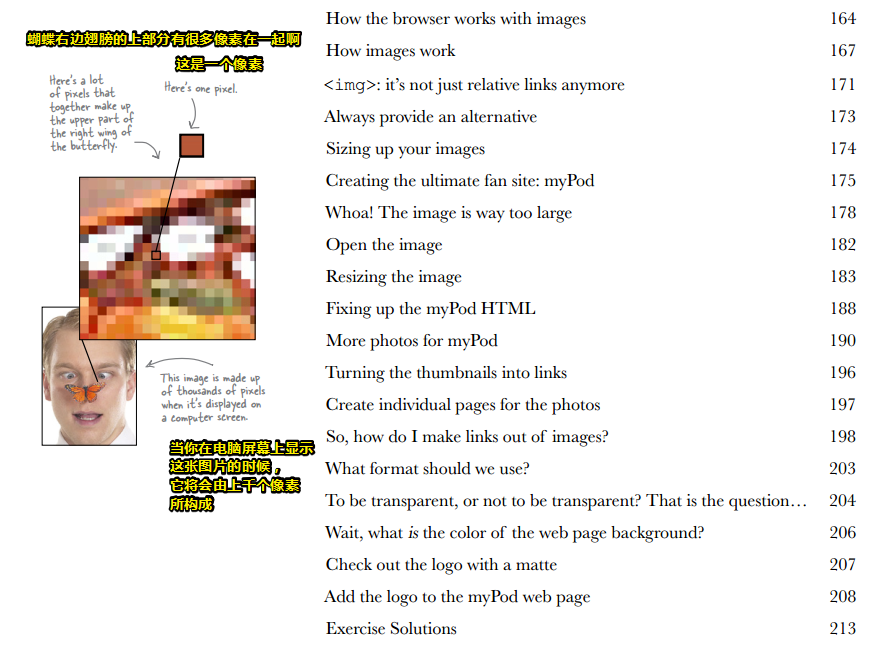 蝴蝶右边翅膀的上部分有很多像素在一起啊
这是一个像素
Here's a lot
of pixels that
together make up
the upper part of
the right wing of
the butterfly.
Here's one pixel.
This image is made up
of thousands of pixels
when it's displayed on
a computer screen.
当你在电脑屏幕上显示
这张图片的时候，
它将会由上千个像素
所构成
How the browser works with images 164
How images work 167
<img>: it's not just relative links anymore 171
Always provide an alternative 173
Sizing up your images 174
Creating the ultimate fan site: myPod 175
Whoa! The image is way too large 178
Open the image 182
Resizing the image 183
Fixing up the myPod HTML 188
More photos for myPod 190
Turning the thumbnails into links 196
Create individual pages for the photos 197
So, how do I make links out of images? 198
What format should we use? 203
To be transparent, or not to be transparent? That is the question… 204
Wait, what is the color of the web page background? 206
Check out the logo with a matte 207
Add the logo to the myPod web page 208
Exercise Solutions 213